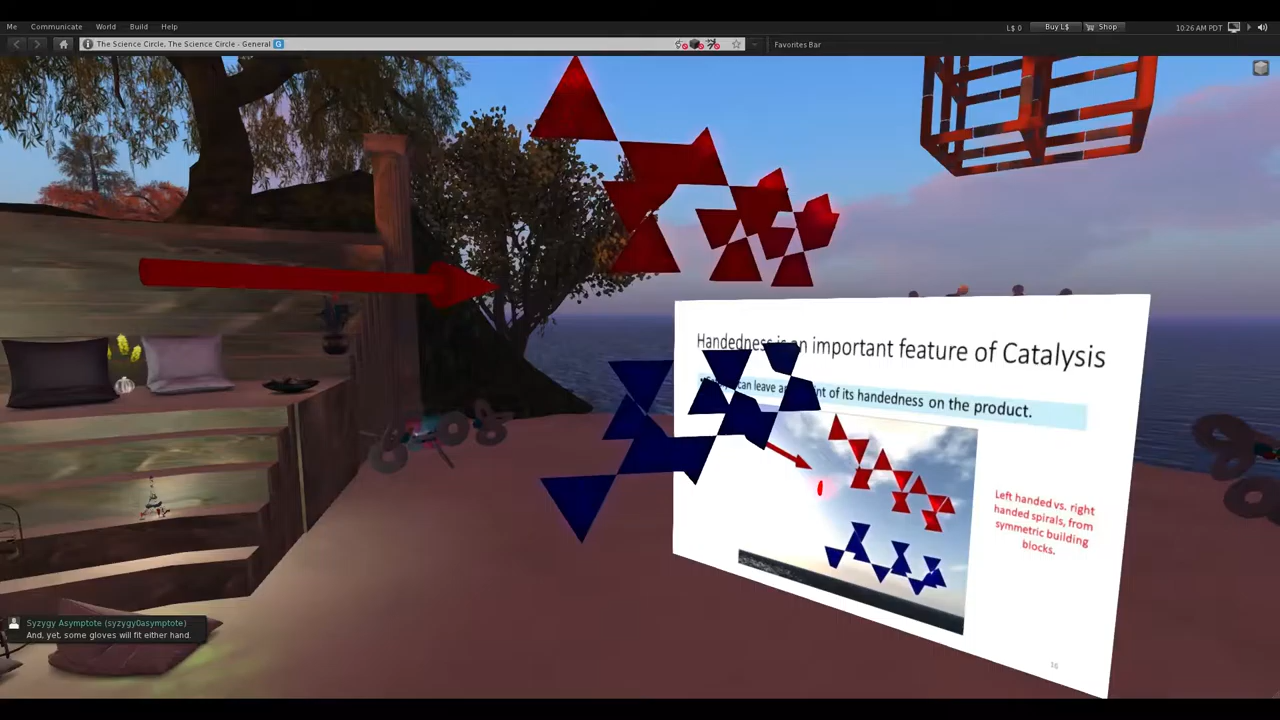 Me Communicate World Build Help
L$ 0 Buy L$ Shop 10:26 AM PDT
The Science Circle, The Science Circle - General G
Favorites Bar
Handedness is an important feature of Catalysis
can leave of its handedness on the product.
Left handed vs. right
handed spirals, from
symmetric building
blocks.
Syzygy Asymptote (syzygy0asymptote)
And, yet, some gloves will fit either hand.